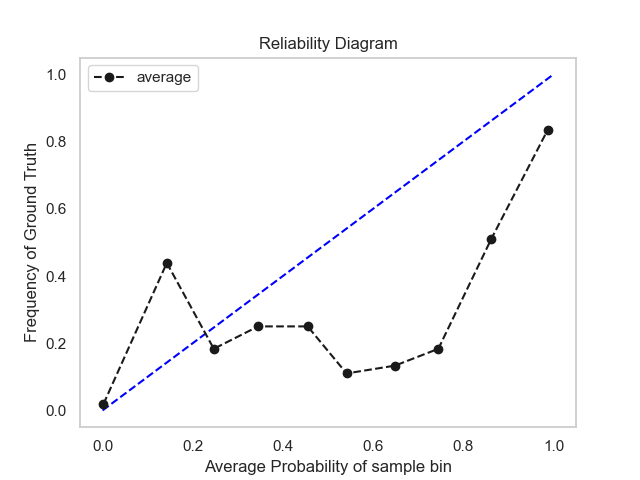 Reliability Diagram
average
Frequency of Ground Truth
1.0
0.8
0.6
0.4
0.2
0.0
0.0 0.2 0.4 0.6 0.8 1.0
Average Probability of sample bin